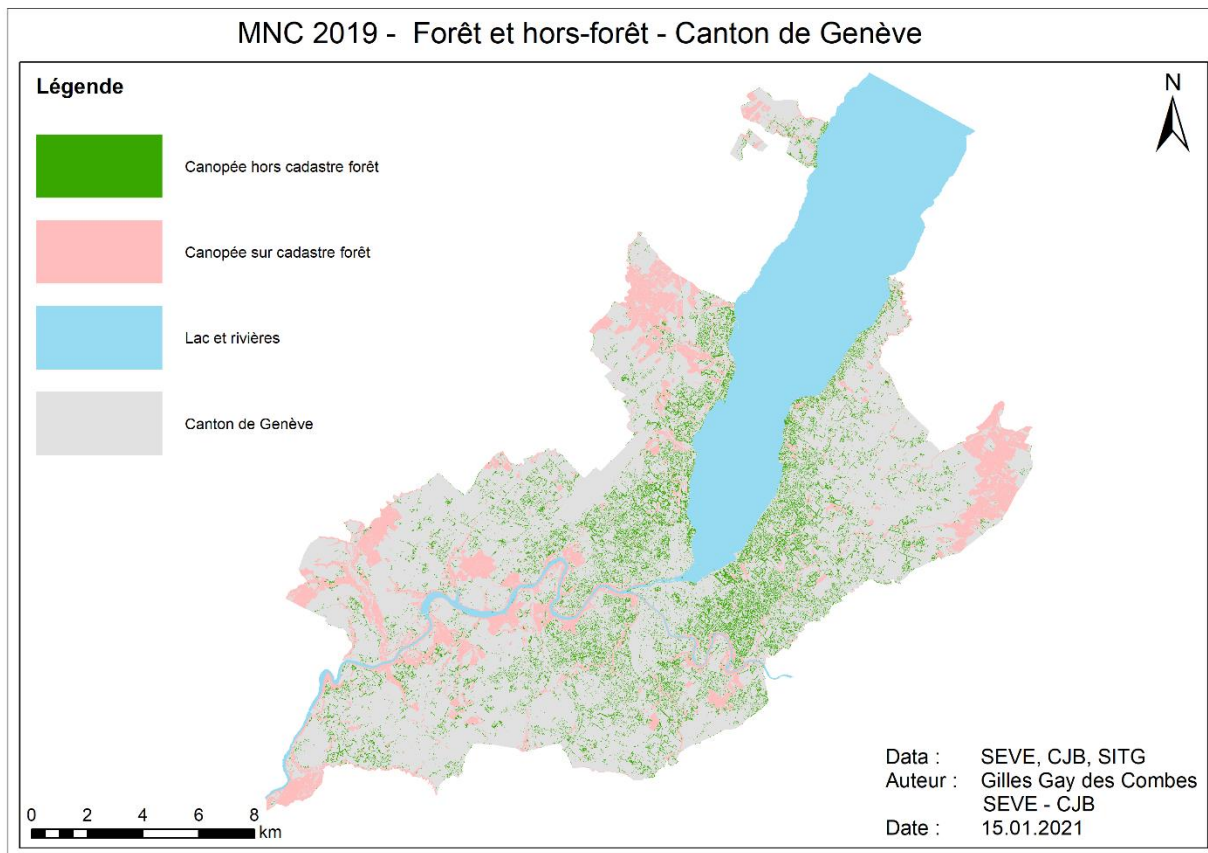 MNC 2019 - Forêt et hors-forêt - Canton de Genève
Légende
N
Canopée hors cadastre forêt
Canopée sur cadastre forêt
Lac et rivières
Canton de Genève
Data : SEVE, CJB, SITG
Auteur : Gilles Gay des Combes
SEVE - CJB
Date : 15.01.2021
0 2 4 6 8
km